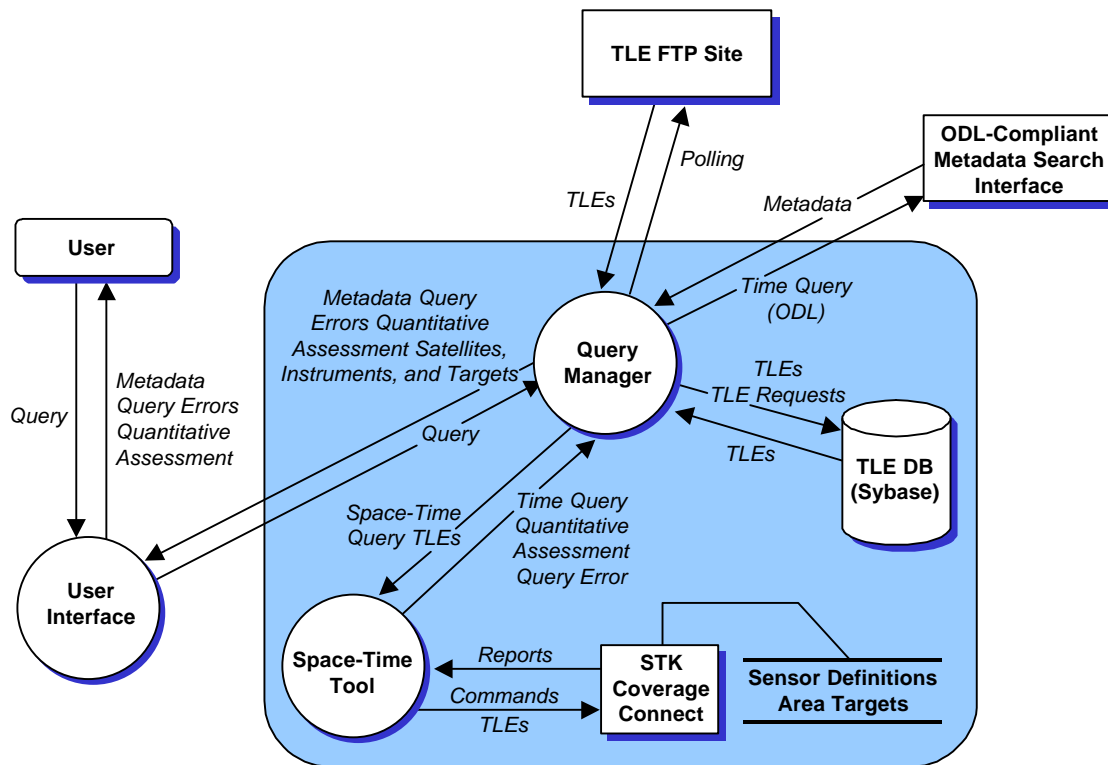 TLE FTP Site
ODL-Compliant
Metadata Search
Interface
Polling
TLEs
Metadata
User
Time Query
(ODL)
Metadata Query
Errors Quantitative
Assessment Satellites,
Instruments, and Targets
Query
Manager
TLEs
TLE Requests
Metadata
Query Errors
Quantitative
Assessment
Query
Query
TLEs
TLE DB
(Sybase)
Space-Time
Query TLEs
Time Query
Quantitative
Assessment
Query Error
User
Interface
Space-Time
Tool
Reports
Commands
TLEs
STK
Coverage
Connect
Sensor Definitions
Area Targets